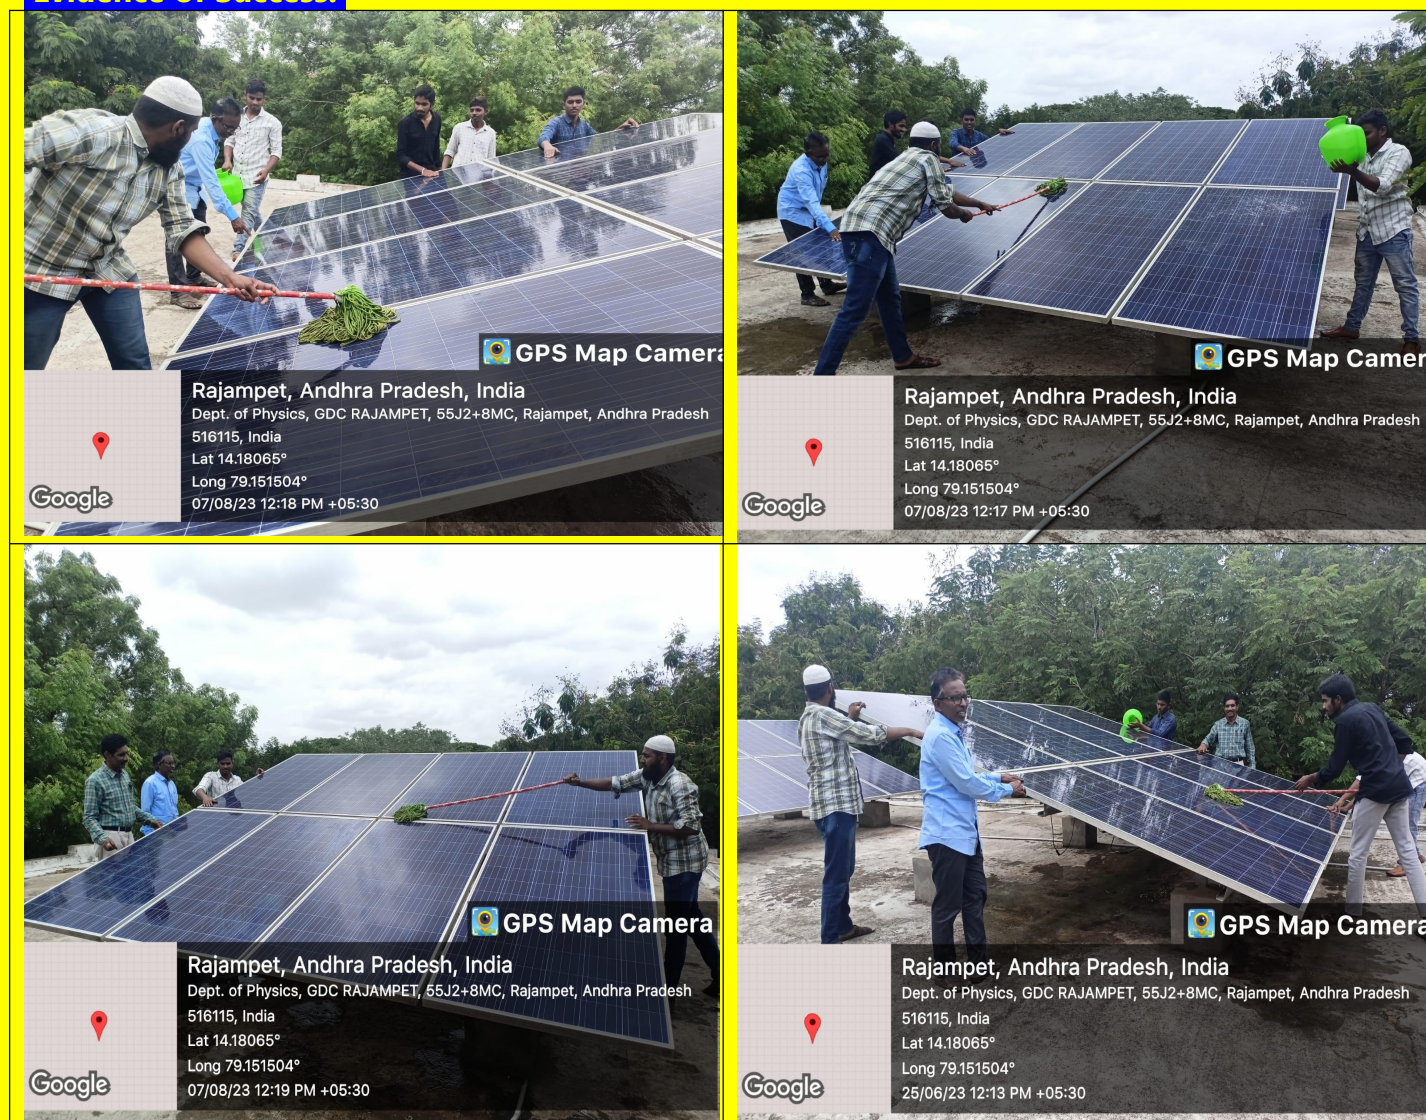 Evidence of Success:
GPS Map Camera
Rajampet, Andhra Pradesh, India
Dept. of Physics, GDC RAJAMPET, 55J2+8MC, Rajampet, Andhra Pradesh
516115, India
Lat 14.18065°
Long 79.151504°
07/08/23 12:18 PM +05:30
Google
GPS Map Camer
Rajampet, Andhra Pradesh, India
Dept. of Physics, GDC RAJAMPET, 55J2+8MC, Rajampet, Andhra Pradesh
516115, India
Lat 14.18065°
Long 79.151504°
07/08/23 12:17 PM +05:30
Google
GPS Map Camera
Rajampet, Andhra Pradesh, India
Dept. of Physics, GDC RAJAMPET, 55J2+8MC, Rajampet, Andhra Pradesh
516115, India
Lat 14.18065°
Long 79.151504°
07/08/23 12:19 PM +05:30
Google
GPS Map Camera
Rajampet, Andhra Pradesh, India
Dept. of Physics, GDC RAJAMPET, 55J2+8MC, Rajampet, Andhra Pradesh
516115, India
Lat 14.18065°
Long 79.151504°
25/06/23 12:13 PM +05:30
Google